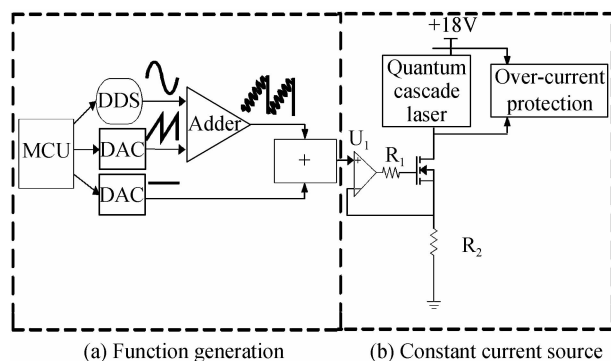 +18V
Quantum
cascade
laser
Over-current
protection
DDS
MCU
DAC
DAC
Adder
+
U1
+
-
R1
R2
(a) Function generation
(b) Constant current source